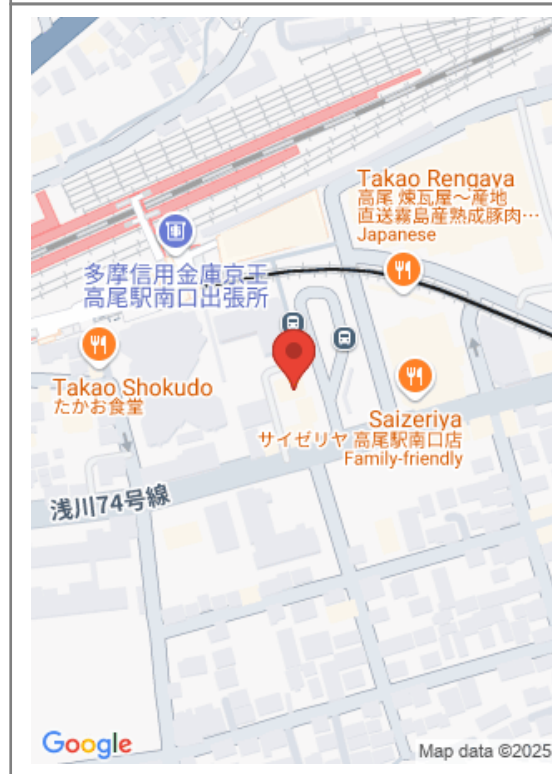 Takao Rengaya
高尾 煉瓦屋〜産地
直送霧島産熟成豚肉…
Japanese
多摩信用金庫京王
高尾駅南口出張所
Takao Shokudo
たかお食堂
Saizeriya
サイゼリヤ 高尾駅南口店
Family-friendly
浅川74号線
Google
Map data ©2025